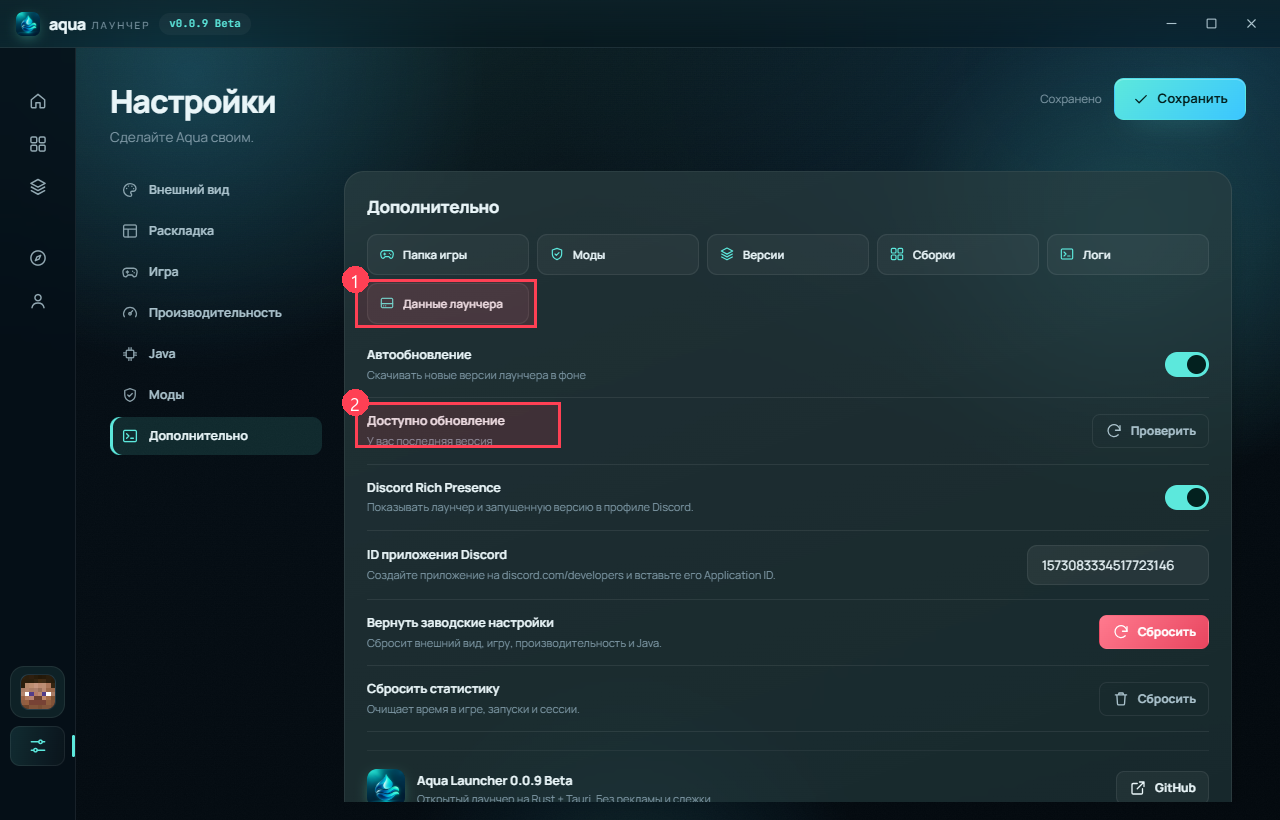 aqua ЛАУНЧЕР v0.0.9 Beta
Настройки
Сделайте Aqua своим.
Сохранено
Сохранить
Внешний вид
Раскладка
Игра
Производительность
Java
Моды
Дополнительно
Дополнительно
Папка игры
Моды
Версии
Сборки
Логи
1
Данные лаунчера
Автообновление
Скачивать новые версии лаунчера в фоне
2
Доступно обновление
У вас последняя версия
Проверить
Discord Rich Presence
Показывать лаунчер и запущенную версию в профиле Discord.
ID приложения Discord
Создайте приложение на discord.com/developers и вставьте его Application ID.
1573083334517723146
Вернуть заводские настройки
Сбросит внешний вид, игру, производительность и Java.
Сбросить
Сбросить статистику
Очищает время в игре, запуски и сессии.
Сбросить
Aqua Launcher 0.0.9 Beta
Открытый лаунчер на Rust + Tauri. Без рекламы и слежки
GitHub